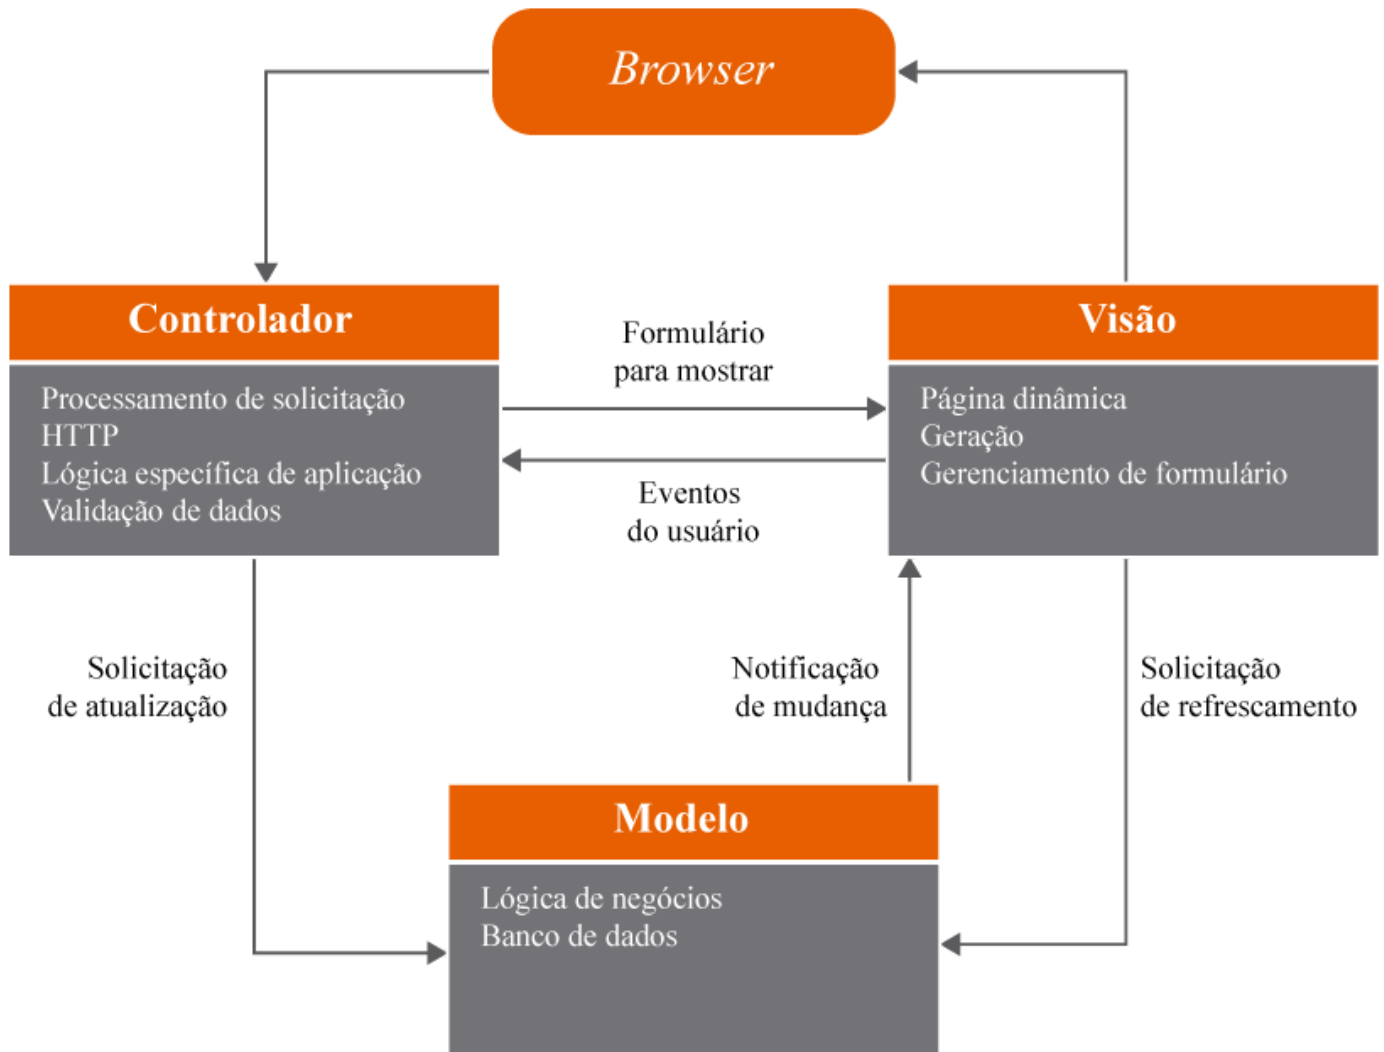 Browser
Controlador
Processamento de solicitação
HTTP
Lógica específica de aplicação
Validação de dados
Formulário
para mostrar
Eventos
do usuário
Visão
Página dinâmica
Geração
Gerenciamento de formulário
Solicitação
de atualização
Notificação
de mudança
Solicitação
de refrescamento
Modelo
Lógica de negócios
Banco de dados